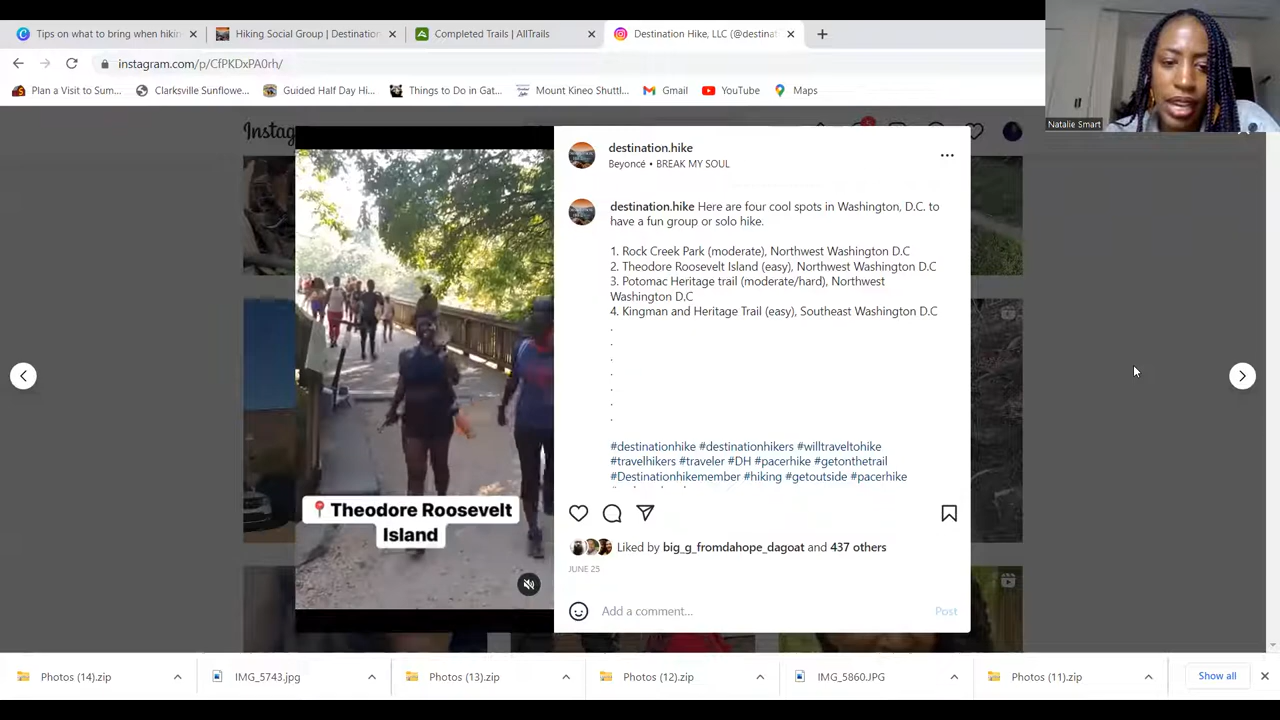 Tips on what to bring when hikin
Hiking Social Group | Destination
Completed Trails | AllTrails
Destination Hike, LLC (@destinat
instagram.com/p/CfPKDxPA0rh/
Plan a Visit to Sum...
Clarksville Sunflowe...
Guided Half Day Hi...
Things to Do in Gat...
Mount Kineo Shuttl...
Gmail
YouTube
Maps
Natalie Smart
Instag
destination.hike
Beyoncé • BREAK MY SOUL
destination.hike Here are four cool spots in Washington, D.C. to
have a fun group or solo hike.
1. Rock Creek Park (moderate), Northwest Washington D.C
2. Theodore Roosevelt Island (easy), Northwest Washington D.C
3. Potomac Heritage trail (moderate/hard), Northwest
Washington D.C
4. Kingman and Heritage Trail (easy), Southeast Washington D.C
.
.
.
.
.
.
.
#destinationhike #destinationhikers #willtraveltohike
#travelhikers #traveler #DH #pacerhike #getonthetrail
#Destinationhikemember #hiking #getoutside #pacerhike
Theodore Roosevelt
Island
Liked by big_g_fromdahope_dagoat and 437 others
JUNE 25
Add a comment...
Post
Photos (14).zip
IMG_5743.jpg
Photos (13).zip
Photos (12).zip
IMG_5860.JPG
Photos (11).zip
Show all